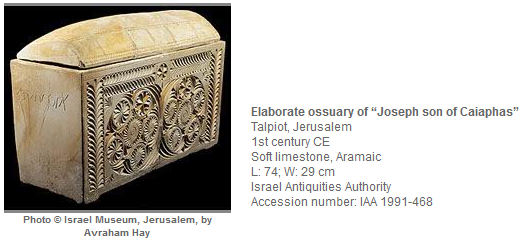 Elaborate ossuary of “Joseph son of Caiaphas”
Talpiot, Jerusalem
1st century CE
Soft limestone, Aramaic
L: 74; W: 29 cm
Israel Antiquities Authority
Accession number: IAA 1991-468
Photo © Israel Museum, Jerusalem, by
Avraham Hay